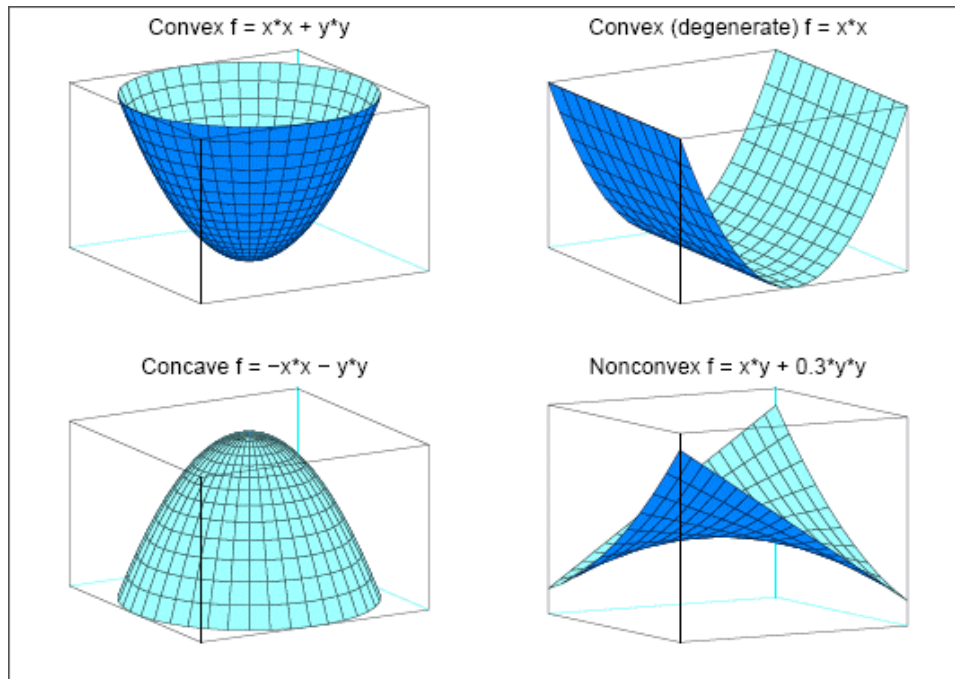 Convex f = x*x + y*y
Convex (degenerate) f = x*x
Concave f = −x*x − y*y
Nonconvex f = x*y + 0.3*y*y